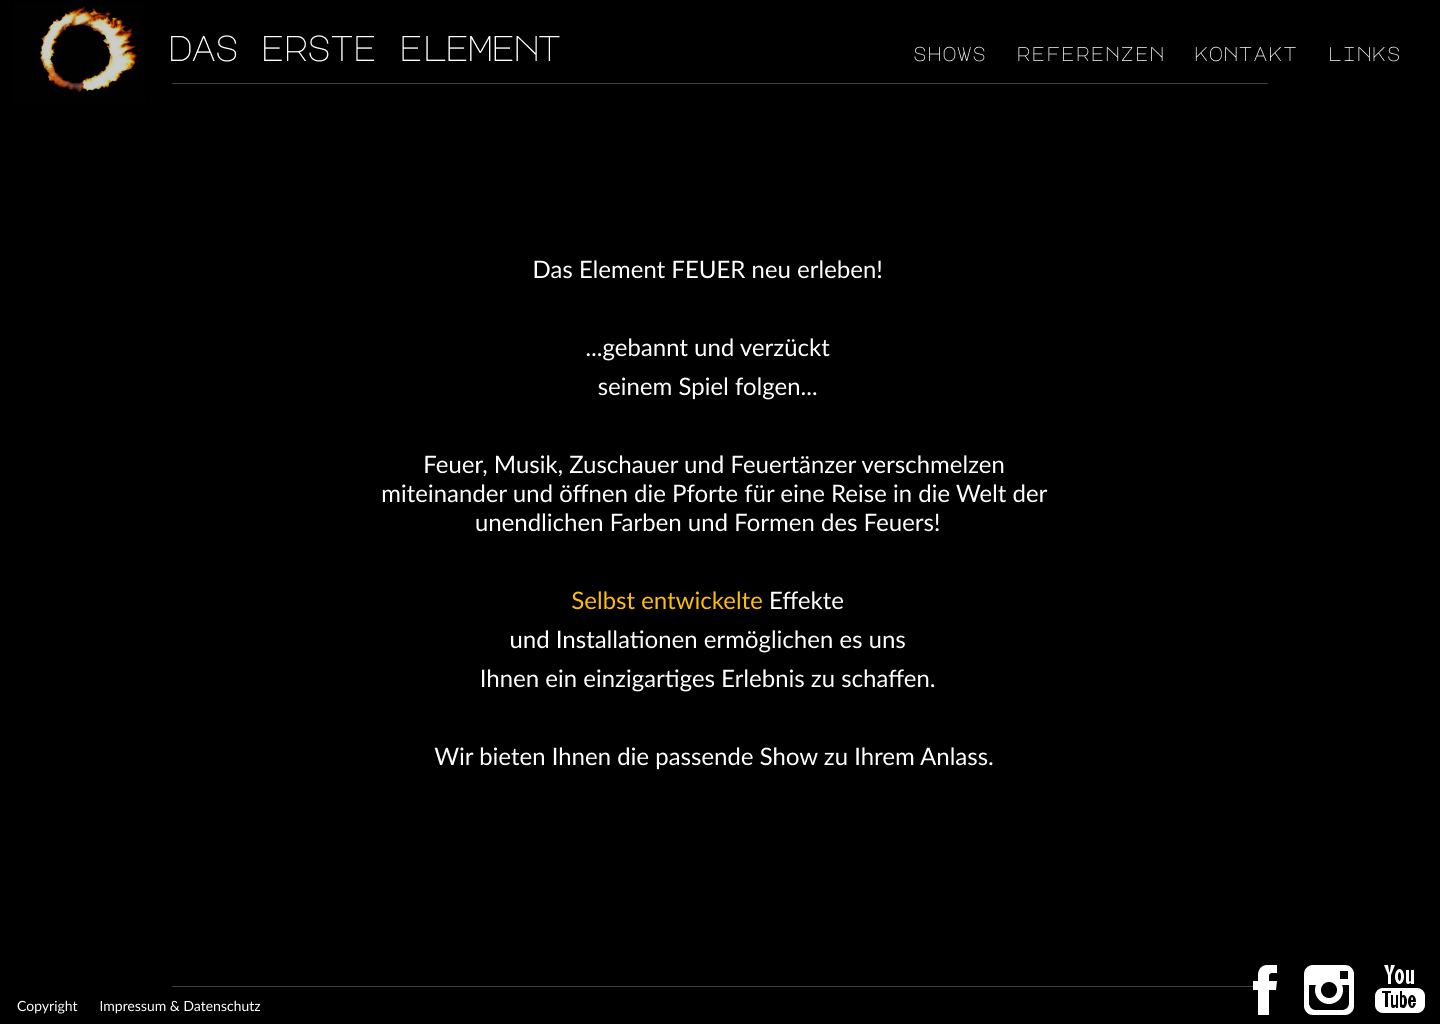 DAS ERSTE ELEMENT
SHOWS REFERENZEN KONTAKT LINKS
Das Element FEUER neu erleben!
...gebannt und verzückt
seinem Spiel folgen...
Feuer, Musik, Zuschauer und Feuertänzer verschmelzen
miteinander und öffnen die Pforte für eine Reise in die Welt der
unendlichen Farben und Formen des Feuers!
Selbst entwickelte Effekte
und Installationen ermöglichen es uns
Ihnen ein einzigartiges Erlebnis zu schaffen.
Wir bieten Ihnen die passende Show zu Ihrem Anlass.
Copyright Impressum & Datenschutz
You
Tube